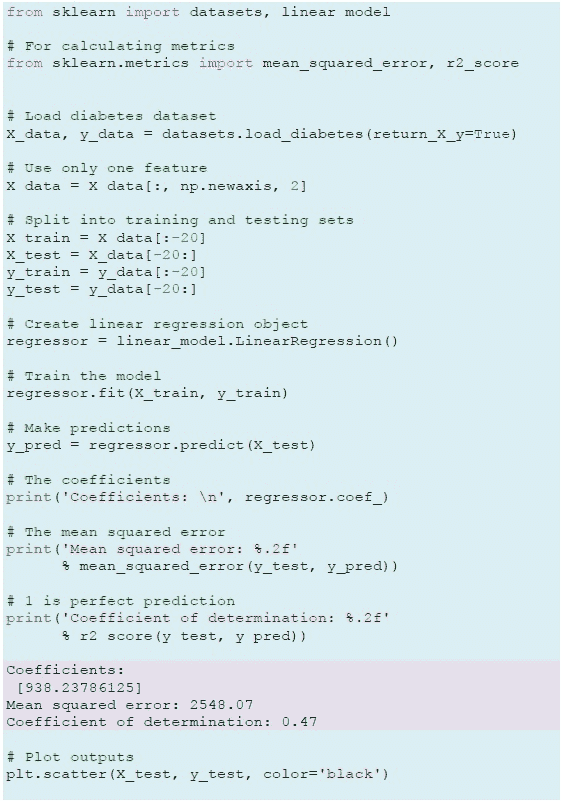 from sklearn import datasets, linear model
# For calculating metrics
from sklearn.metrics import mean_squared_error, r2_score
# Load diabetes dataset
X_data, y_data = datasets.load_diabetes(return_X_y=True)
# Use only one feature
X data = X data[:, np.newaxis, 2]
# Split into training and testing sets
X train = X data[:-20]
X_test = X_data[-20:]
y_train = y_data[:-20]
y_test = y_data[-20:]
# Create linear regression object
regressor = linear_model.LinearRegression()
# Train the model
regressor.fit(X_train, y_train)
# Make predictions
y_pred = regressor.predict(X_test)
# The coefficients
print('Coefficients: \n', regressor.coef_)
# The mean squared error
print('Mean squared error: %.2f'
% mean_squared_error(y_test, y_pred))
# 1 is perfect prediction
print('Coefficient of determination: %.2f'
% r2 score(y test, y pred))
Coefficients:
[938.23786125]
Mean squared error: 2548.07
Coefficient of determination: 0.47
# Plot outputs
plt.scatter(X_test, y_test, color='black')